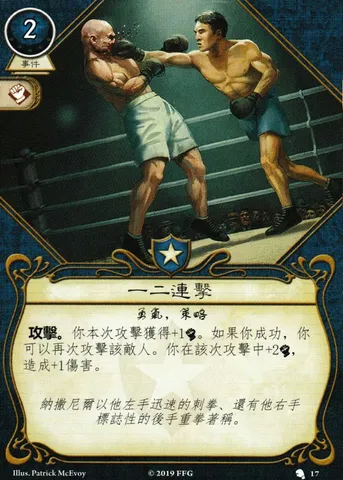 2
事件
一二連擊
勇氣，策略
攻擊。你本次攻擊獲得+1。如果你成功，你
可以再次攻擊該敵人。你在該次攻擊中+2，
造成+1傷害。
納撒尼爾以他左手迅速的刺拳、還有他右手
標誌性的後手重拳著稱。
Illus. Patrick McEvoy
© 2019 FFG
17